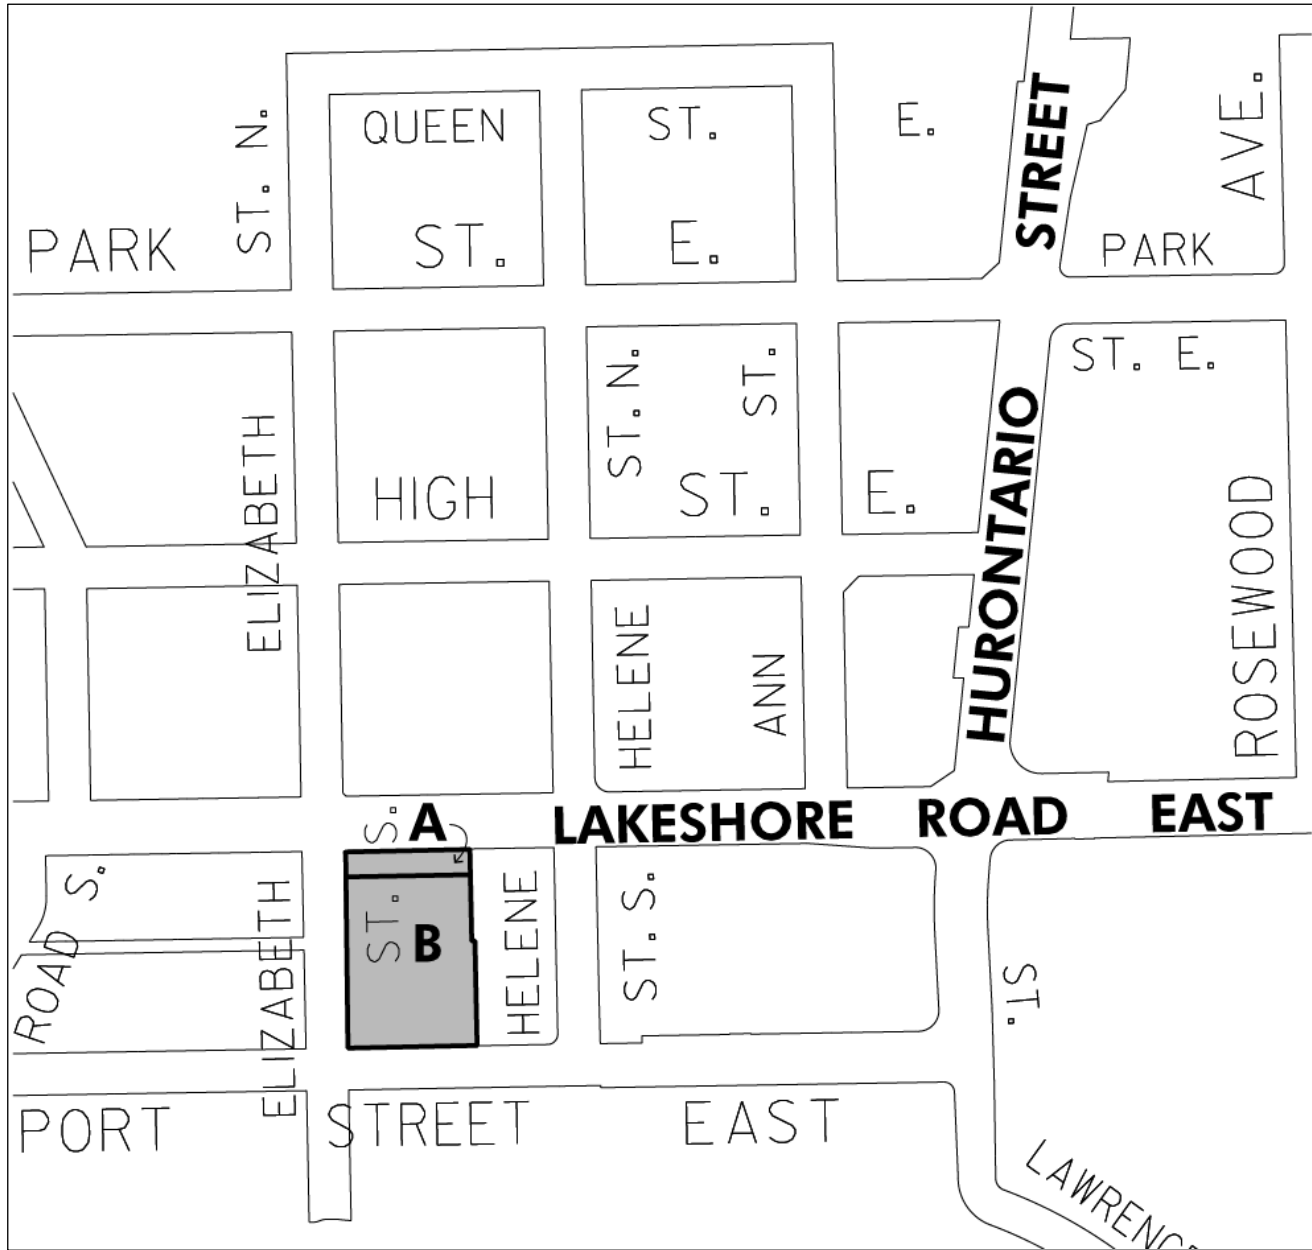 QUEEN ST. E.
STREET
AVE.
ST. N.
PARK ST. E. PARK
ST. N.
ST.
ST. E.
HURONTARIO
ELIZABETH
HIGH ST. E.
ROSEWOOD
HELENE
ANN
S.
A LAKESHORE ROAD EAST
S.
ROAD
ELIZABETH
ST.
B
HELENE
ST. S.
ST.
PORT STREET EAST
LAWRENC